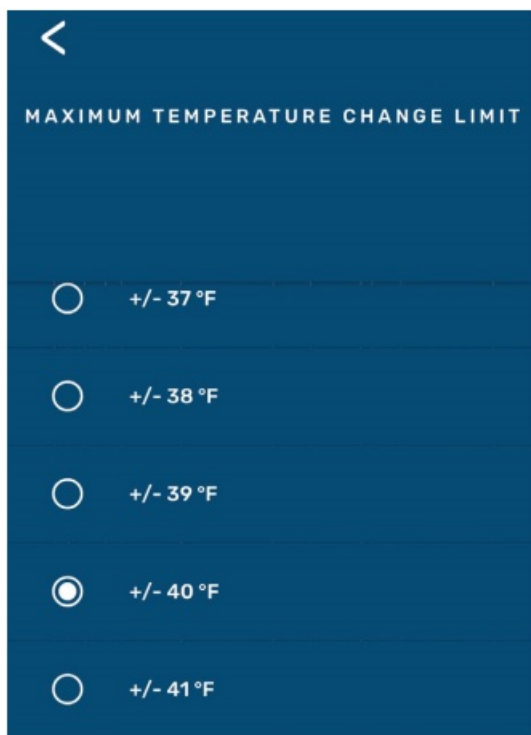 MAXIMUM TEMPERATURE CHANGE LIMIT
+/- 37 °F
+/- 38 °F
+/- 39 °F
+/- 40 °F
+/- 41 °F